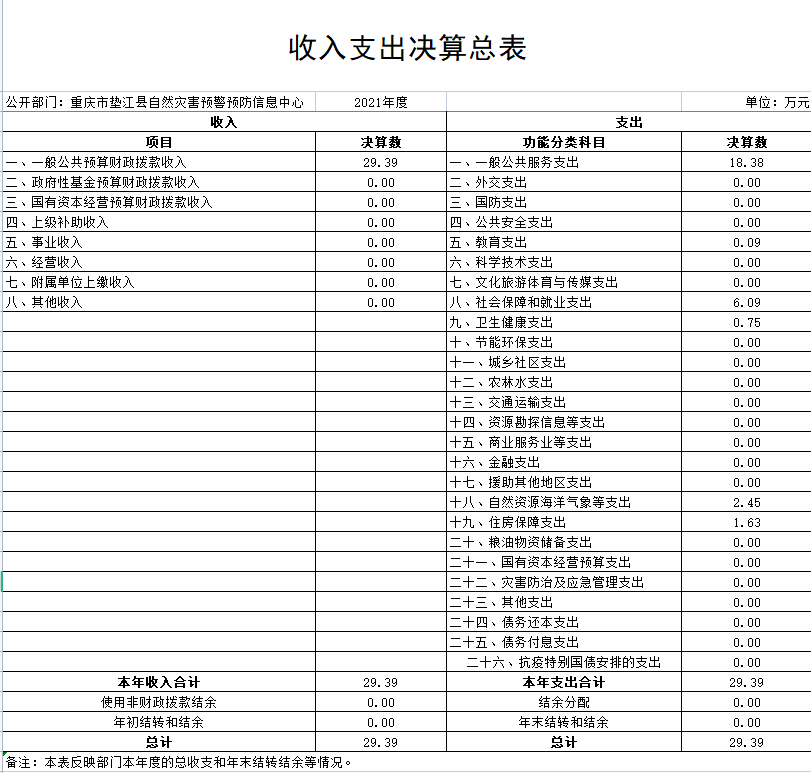 收入支出决算总表
公开部门：重庆市垫江县自然灾害预警预防信息中心 2021年度 单位：万元
收入 支出
项目 决算数 功能分类科目 决算数
一、一般公共预算财政拨款收入 29.39 一、一般公共服务支出 18.38
二、政府性基金预算财政拨款收入 0.00 二、外交支出 0.00
三、国有资本经营预算财政拨款收入 0.00 三、国防支出 0.00
四、上级补助收入 0.00 四、公共安全支出 0.00
五、事业收入 0.00 五、教育支出 0.09
六、经营收入 0.00 六、科学技术支出 0.00
七、附属单位上缴收入 0.00 七、文化旅游体育与传媒支出 0.00
八、其他收入 0.00 八、社会保障和就业支出 6.09
九、卫生健康支出 0.75
十、节能环保支出 0.00
十一、城乡社区支出 0.00
十二、农林水支出 0.00
十三、交通运输支出 0.00
十四、资源勘探信息等支出 0.00
十五、商业服务业等支出 0.00
十六、金融支出 0.00
十七、援助其他地区支出 0.00
十八、自然资源海洋气象等支出 2.45
十九、住房保障支出 1.63
二十、粮油物资储备支出 0.00
二十一、国有资本经营预算支出 0.00
二十二、灾害防治及应急管理支出 0.00
二十三、其他支出 0.00
二十四、债务还本支出 0.00
二十五、债务付息支出 0.00
二十六、抗疫特别国债安排的支出 0.00
本年收入合计 29.39 本年支出合计 29.39
使用非财政拨款结余 0.00 结余分配 0.00
年初结转和结余 0.00 年末结转和结余 0.00
总计 29.39 总计 29.39
备注：本表反映部门本年度的总收支和年末结转结余等情况。